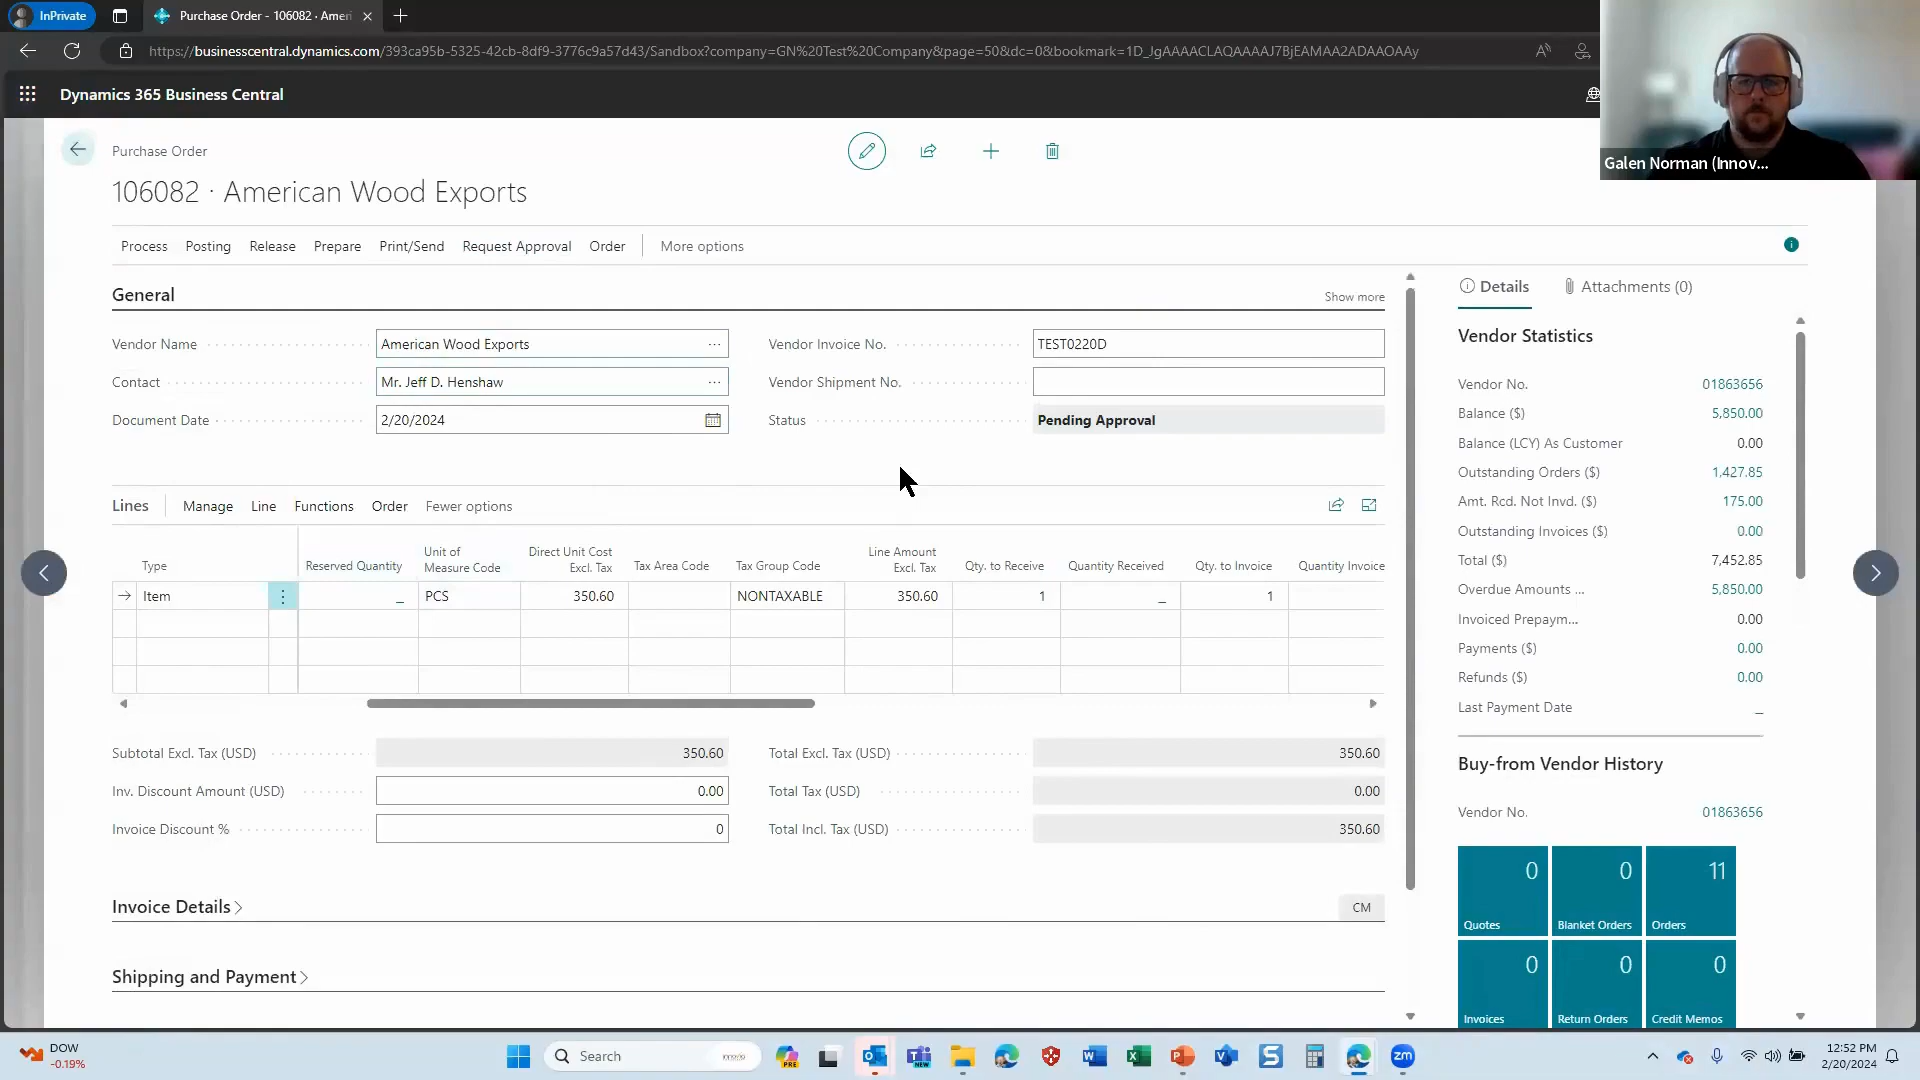 InPrivate
Purchase Order - 106082 · Ameri
https://businesscentral.dynamics.com/393ca95b-5325-42cb-8df9-3776c9a57d43/Sandbox?company=GN%20Test%20Company&page=50&dc=0&bookmark=1D_JgAAAACLAQAAAAJ7BjEAMAA2ADAAOAAy
Dynamics 365 Business Central
Galen Norman (Innov...
Purchase Order
106082 · American Wood Exports
Process Posting Release Prepare Print/Send Request Approval Order More options
General
Show more
Vendor Name American Wood Exports
Contact Mr. Jeff D. Henshaw
Document Date 2/20/2024
Vendor Invoice No. TEST0220D
Vendor Shipment No.
Status Pending Approval
Lines Manage Line Functions Order Fewer options
Type Reserved Quantity Unit of Measure Code Direct Unit Cost Excl. Tax Tax Area Code Tax Group Code Line Amount Excl. Tax Qty. to Receive Quantity Received Qty. to Invoice Quantity Invoice
Item _ PCS 350.60 NONTAXABLE 350.60 1 _ 1
Subtotal Excl. Tax (USD) 350.60
Inv. Discount Amount (USD) 0.00
Invoice Discount % 0
Total Excl. Tax (USD) 350.60
Total Tax (USD) 0.00
Total Incl. Tax (USD) 350.60
Invoice Details
CM
Shipping and Payment
Details Attachments (0)
Vendor Statistics
Vendor No. 01863656
Balance ($) 5,850.00
Balance (LCY) As Customer 0.00
Outstanding Orders ($) 1,427.85
Amt. Rcd. Not Invd. ($) 175.00
Outstanding Invoices ($) 0.00
Total ($) 7,452.85
Overdue Amounts ... 5,850.00
Invoiced Prepaym... 0.00
Payments ($) 0.00
Refunds ($) 0.00
Last Payment Date _
Buy-from Vendor History
Vendor No. 01863656
0 0 11
Quotes Blanket Orders Orders
0 0 0
Invoices Return Orders Credit Memos
DOW
-0.19%
Search
PRE
NEW
zm
12:52 PM
2/20/2024